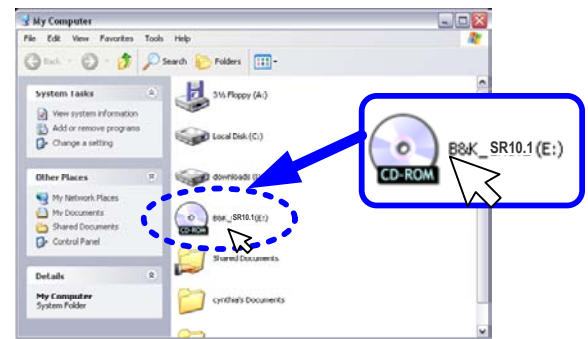 My Computer
File Edit View Favorites Tools Help
Back Search Folders
System Tasks
View system information
Add or remove programs
Change a setting
Other Places
My Network Places
My Documents
Shared Documents
Control Panel
Details
My Computer
System Folder
3½ Floppy (A:)
Local Disk (C:)
downloads (D:)
CD-ROM
B&K_SR10.1(E:)
Shared Documents
cynthia's Documents
CD-ROM
B&K_SR10.1(E:)